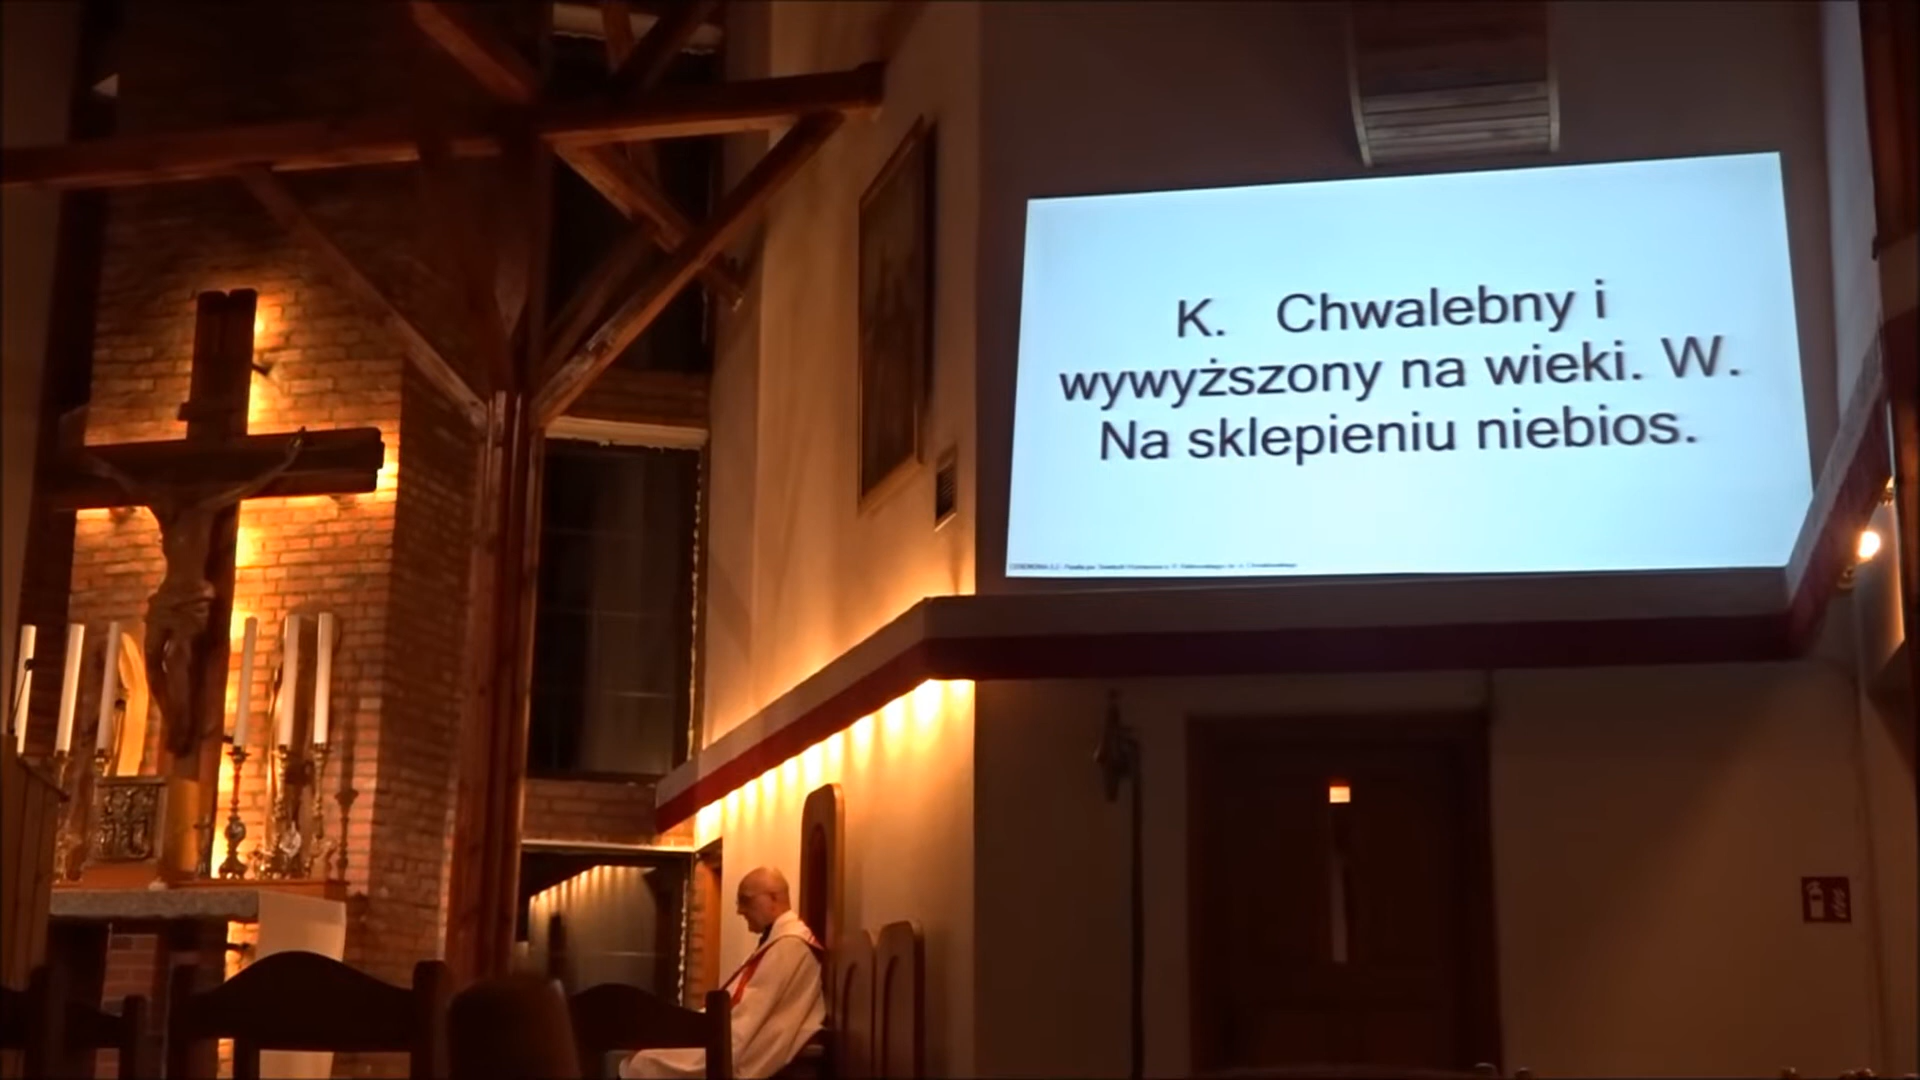 K. Chwalebny i
wywyższony na wieki. W.
Na sklepieniu niebios.